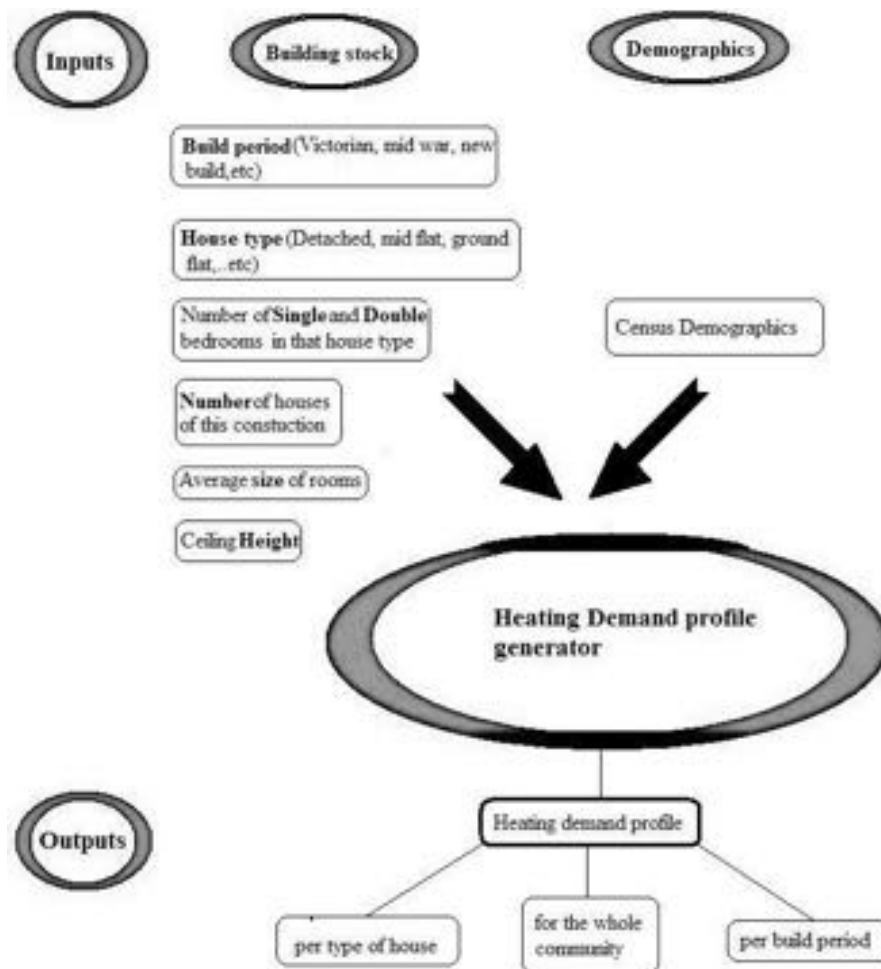 Inputs
Building stock
Demographics
Build period (Victorian, mid war, new
build,etc)
House type (Detached, mid flat, ground
flat,..etc)
Number of Single and Double
bedrooms in that house type
Census Demographics
Number of houses
of this constuction
Average size of rooms
Ceiling Height
Heating Demand profile
generator
Outputs
Heating demand profile
per type of house
for the whole
community
per build period